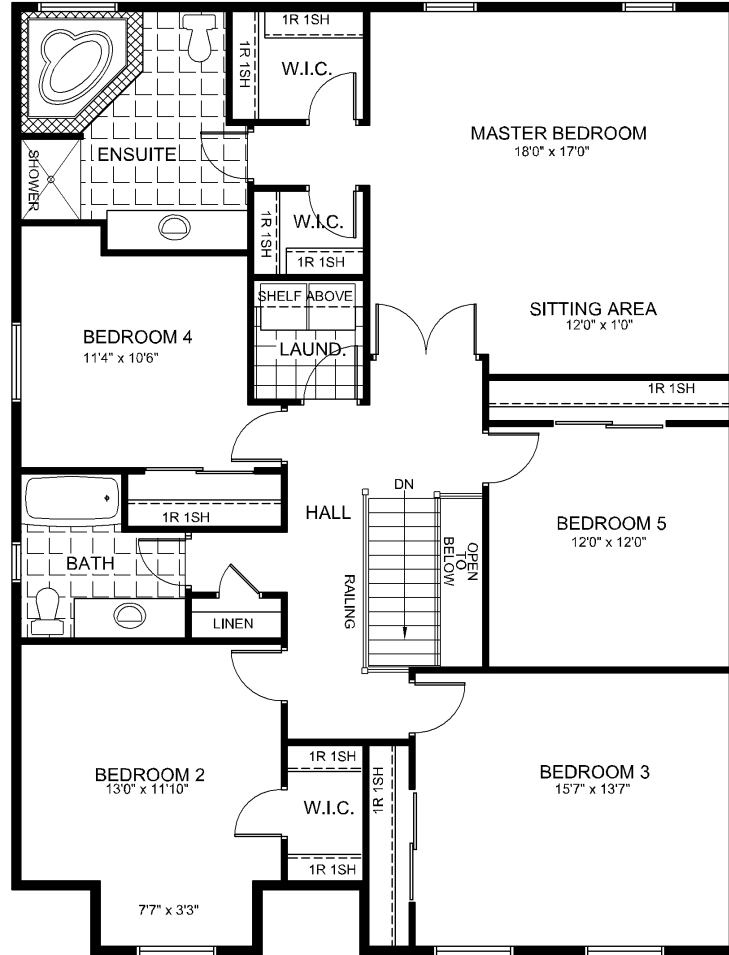 1R 1SH
1R 1SH
W.I.C.
MASTER BEDROOM
18'0" x 17'0"
ENSUITE
SHOWER
W.I.C.
1R 1SH
1R 1SH
SHELF ABOVE
SITTING AREA
12'0" x 1'0"
BEDROOM 4
11'4" x 10'6"
LAUND.
1R 1SH
DN
HALL
1R 1SH
BEDROOM 5
12'0" x 12'0"
OPEN
TO
BELOW
BATH
RAILING
LINEN
BEDROOM 2
13'0" x 11'10"
1R 1SH
W.I.C.
1R 1SH
1R 1SH
BEDROOM 3
15'7" x 13'7"
7'7" x 3'3"